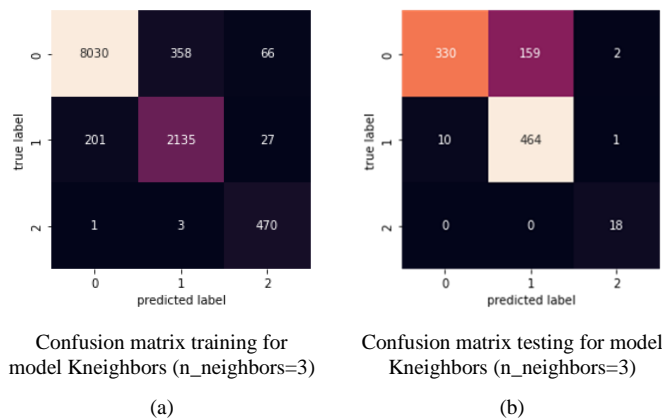 0
8030 358 66
1
201 2135 27
2
1 3 470
true label
0 1 2
predicted label
Confusion matrix training for
model Kneighbors (n_neighbors=3)
(a)
0
330 159 2
1
10 464 1
2
0 0 18
true label
0 1 2
predicted label
Confusion matrix testing for model
Kneighbors (n_neighbors=3)
(b)